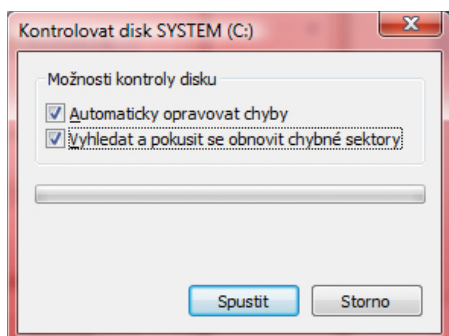 Kontrolovat disk SYSTEM (C:)
Možnosti kontroly disku
Automaticky opravovat chyby
Vyhledat a pokusit se obnovit chybné sektory
Spustit
Storno